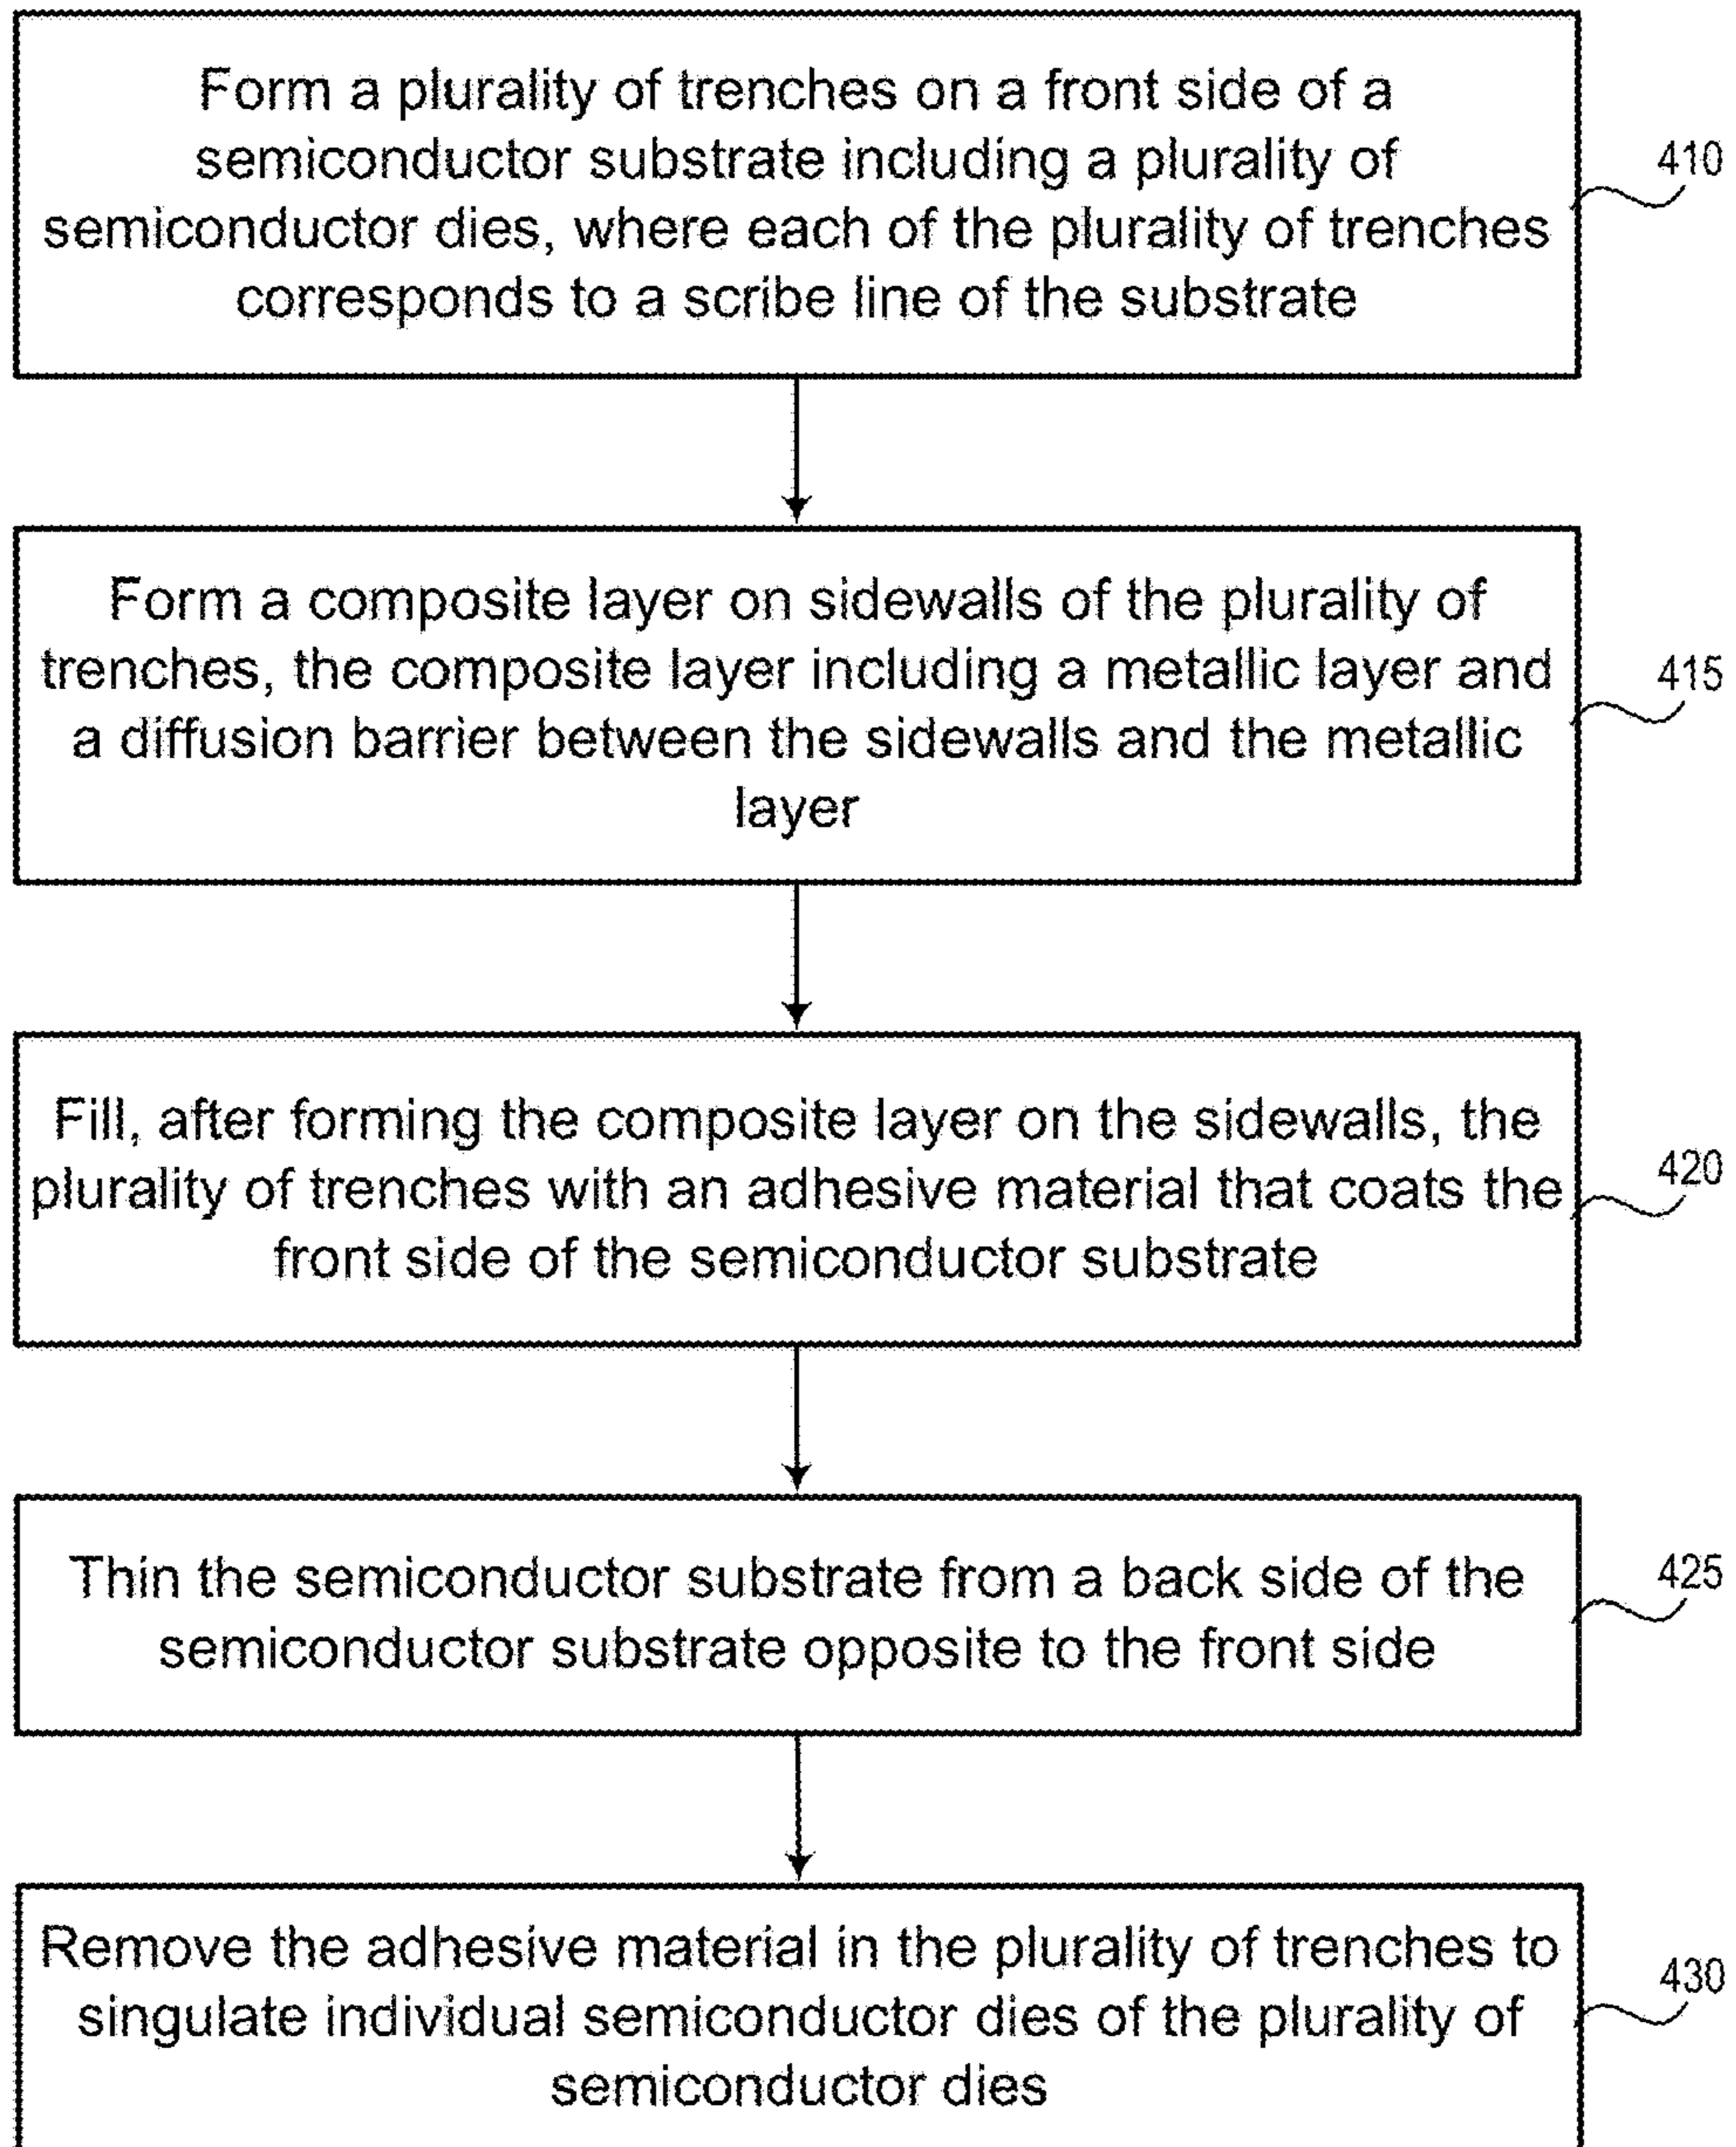 Form a plurality of trenches on a front side of a
semiconductor substrate including a plurality of
semiconductor dies, where each of the plurality of trenches
corresponds to a scribe line of the substrate
410
Form a composite layer on sidewalls of the plurality of
trenches, the composite layer including a metallic layer and
a diffusion barrier between the sidewalls and the metallic
layer
415
Fill, after forming the composite layer on the sidewalls, the
plurality of trenches with an adhesive material that coats the
front side of the semiconductor substrate
420
Thin the semiconductor substrate from a back side of the
semiconductor substrate opposite to the front side
425
Remove the adhesive material in the plurality of trenches to
singulate individual semiconductor dies of the plurality of
semiconductor dies
430